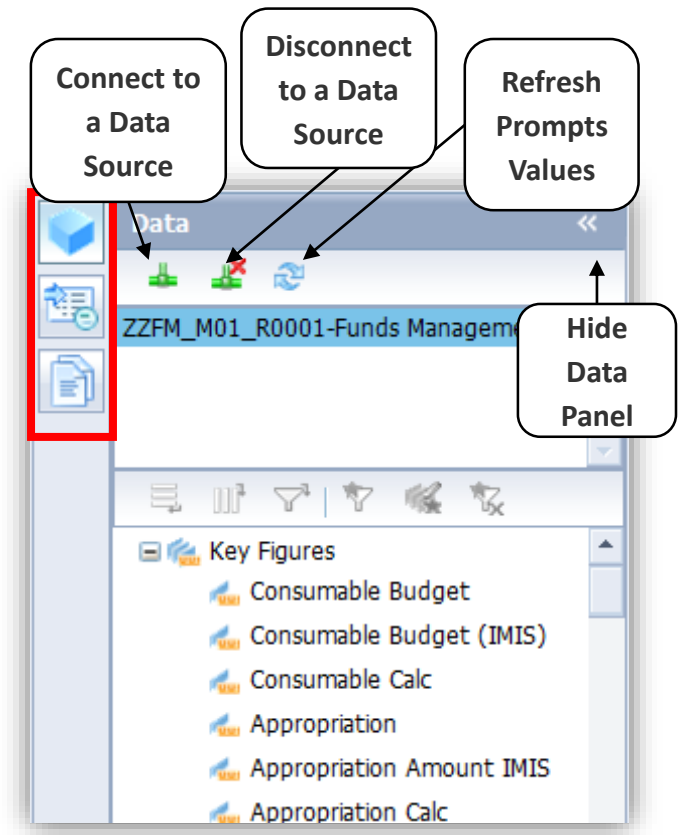 Connect to
a Data
Source
Disconnect
to a Data
Source
Refresh
Prompts
Values
Data
ZZFM_M01_R0001-Funds Manageme
Hide
Data
Panel
Key Figures
Consumable Budget
Consumable Budget (IMIS)
Consumable Calc
Appropriation
Appropriation Amount IMIS
Appropriation Calc